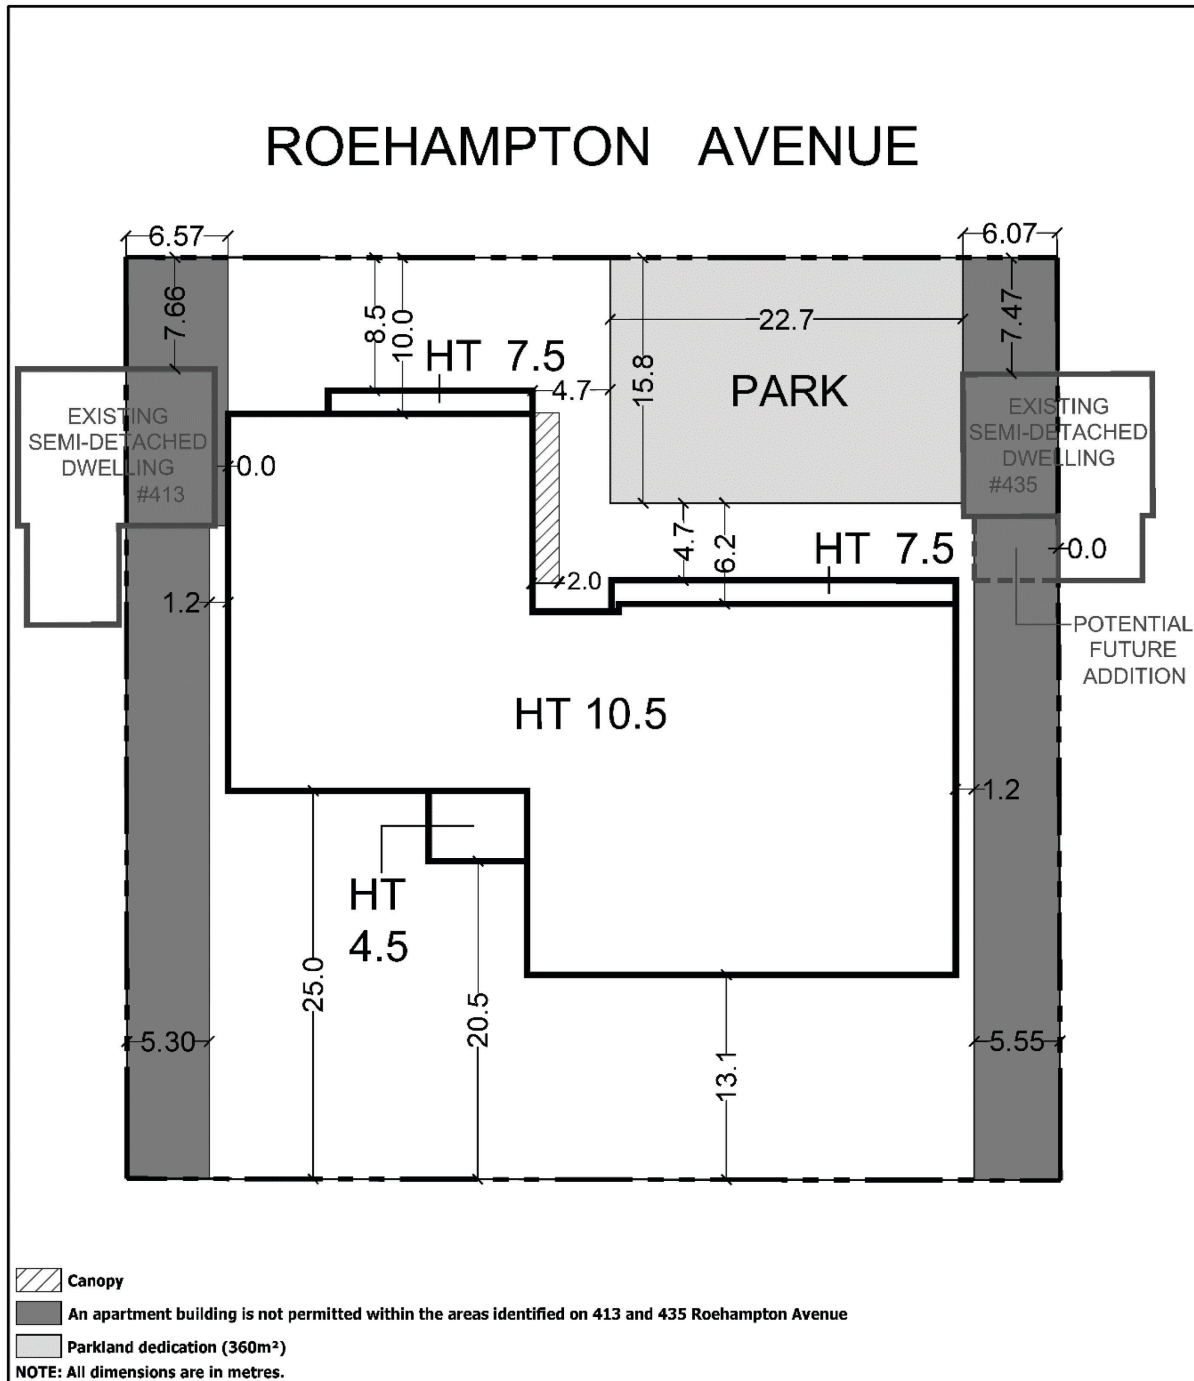 ROEHAMPTON AVENUE
6.57
6.07
7.66
8.5
10.0
15.8
22.7
7.47
HT 7.5
4.7
PARK
EXISTING
SEMI-DETACHED
DWELLING
#413
EXISTING
SEMI-DETACHED
DWELLING
#435
0.0
4.7
6.2
HT 7.5
0.0
2.0
1.2
POTENTIAL
FUTURE
ADDITION
HT 10.5
1.2
HT
4.5
25.0
20.5
13.1
5.30
5.55
Canopy
An apartment building is not permitted within the areas identified on 413 and 435 Roehampton Avenue
Parkland dedication (360m²)
NOTE: All dimensions are in metres.